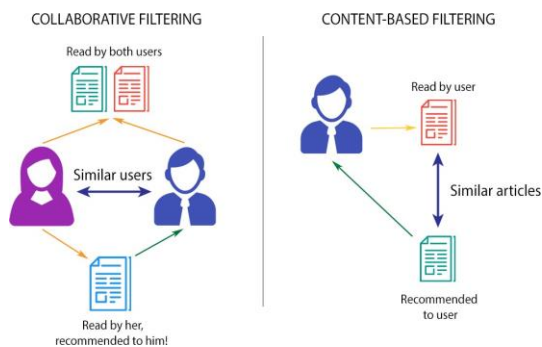 COLLABORATIVE FILTERING
Read by both users
Similar users
Read by her,
recommended to him!
CONTENT-BASED FILTERING
Read by user
Similar articles
Recommended
to user